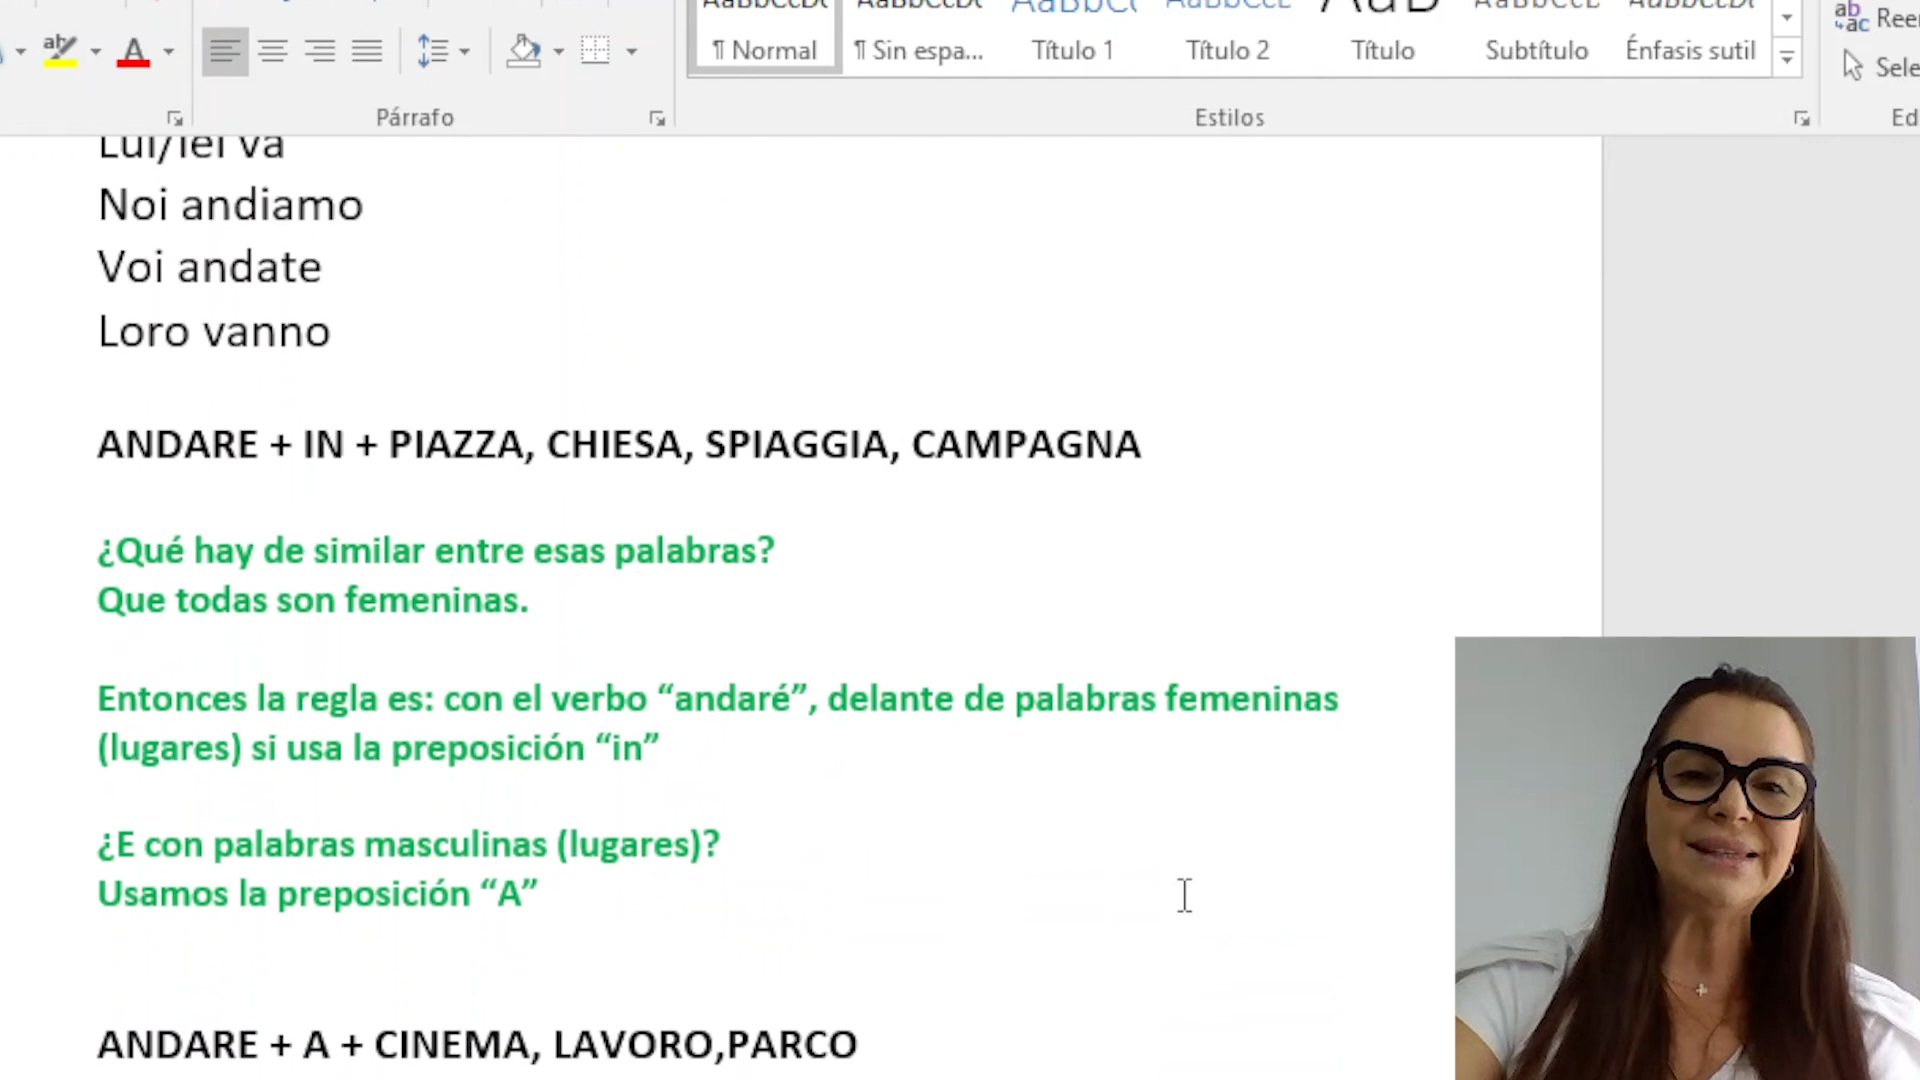 ¶ Normal
¶ Sin espa...
Título 1
Título 2
Título
Subtítulo
Énfasis sutil
Párrafo
Estilos
Lui/lei va
Noi andiamo
Voi andate
Loro vanno
ANDARE + IN + PIAZZA, CHIESA, SPIAGGIA, CAMPAGNA
¿Qué hay de similar entre esas palabras?
Que todas son femeninas.
Entonces la regla es: con el verbo “andaré”, delante de palabras femeninas
(lugares) si usa la preposición “in”
¿E con palabras masculinas (lugares)?
Usamos la preposición “A”
ANDARE + A + CINEMA, LAVORO,PARCO